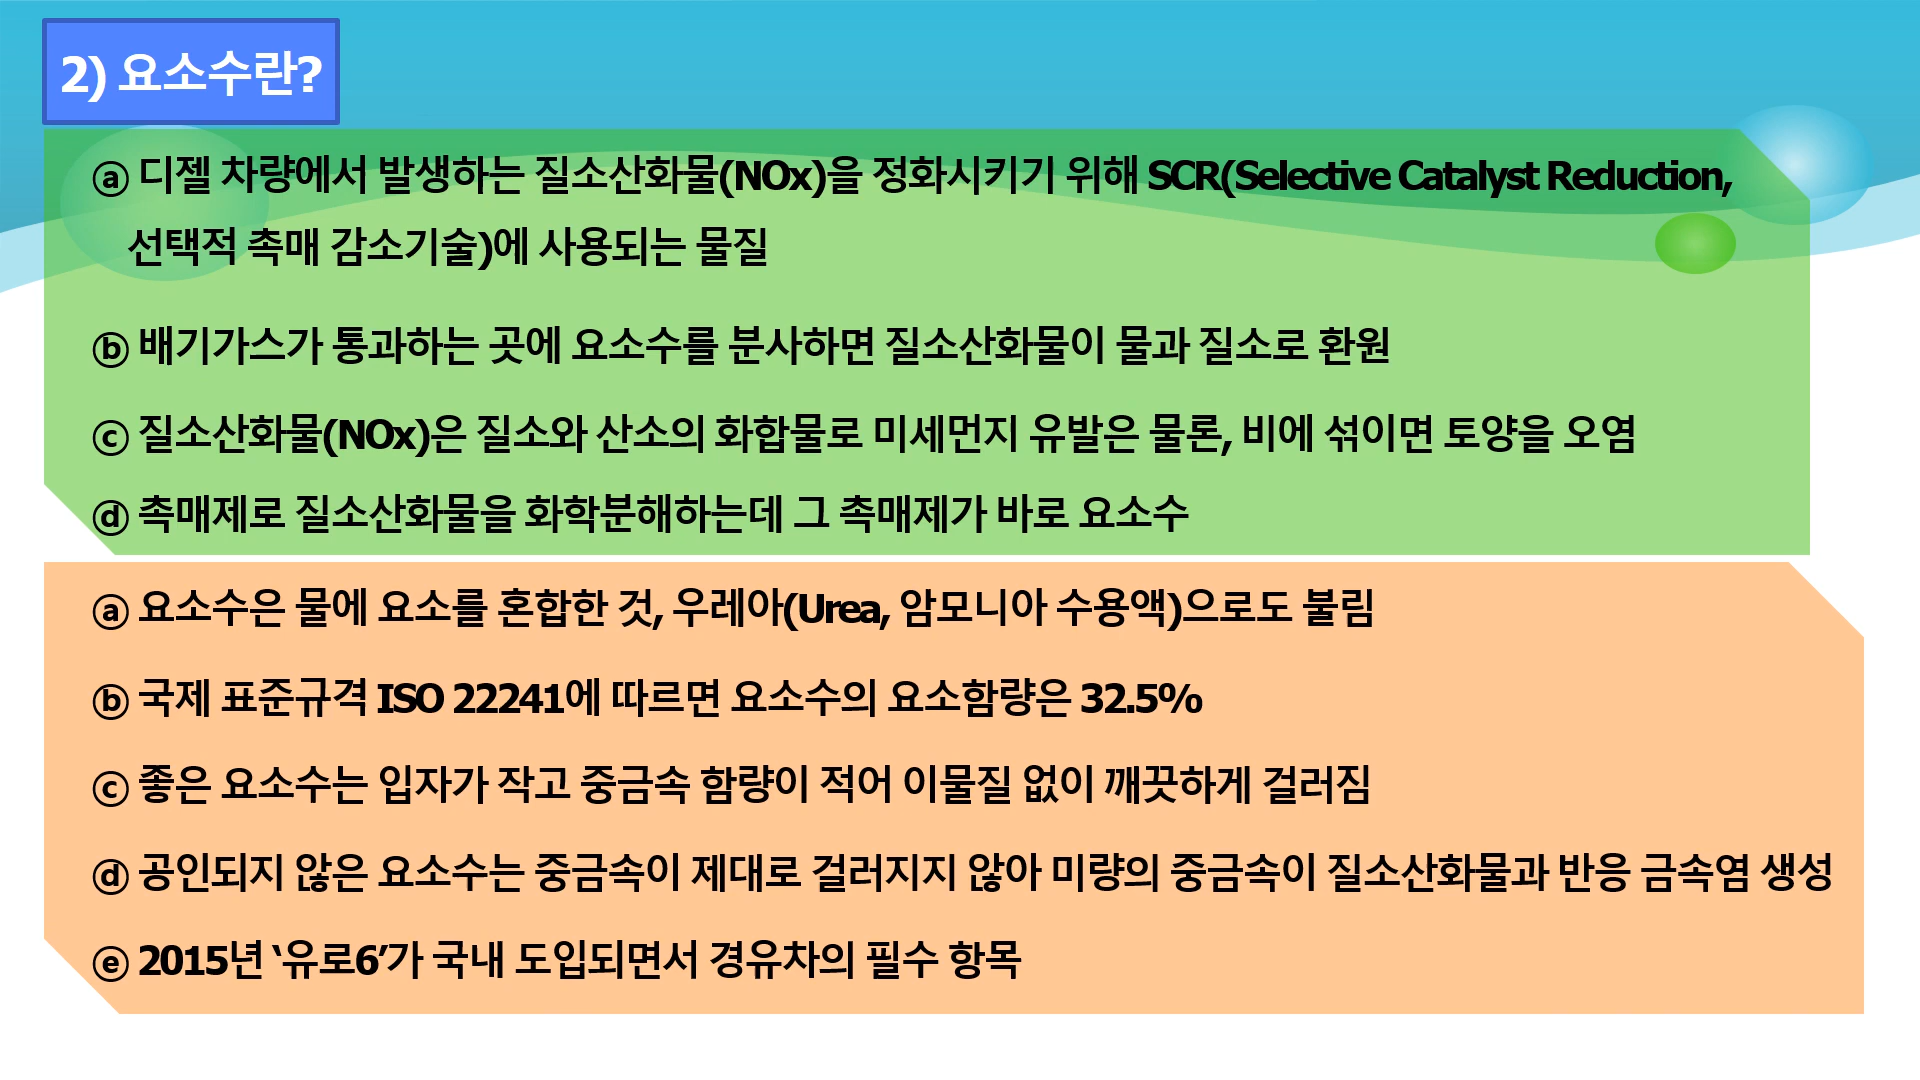 2) 요소수란?
ⓐ 디젤 차량에서 발생하는 질소산화물(NOx)을 정화시키기 위해 SCR(Selective Catalyst Reduction,
선택적 촉매 감소기술)에 사용되는 물질
ⓑ 배기가스가 통과하는 곳에 요소수를 분사하면 질소산화물이 물과 질소로 환원
ⓒ 질소산화물(NOx)은 질소와 산소의 화합물로 미세먼지 유발은 물론, 비에 섞이면 토양을 오염
ⓓ 촉매제로 질소산화물을 화학분해하는데 그 촉매제가 바로 요소수
ⓐ 요소수은 물에 요소를 혼합한 것, 우레아(Urea, 암모니아 수용액)으로도 불림
ⓑ 국제 표준규격 ISO 22241에 따르면 요소수의 요소함량은 32.5%
ⓒ 좋은 요소수는 입자가 작고 중금속 함량이 적어 이물질 없이 깨끗하게 걸러짐
ⓓ 공인되지 않은 요소수는 중금속이 제대로 걸러지지 않아 미량의 중금속이 질소산화물과 반응 금속염 생성
ⓔ 2015년 ‘유로6’가 국내 도입되면서 경유차의 필수 항목